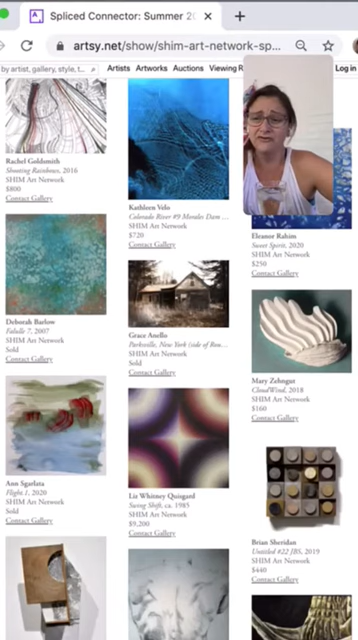 Spliced Connector: Summer 20
artsy.net/show/shim-art-network-sp...
by artist, gallery, style, t...
Artists Artworks Auctions Viewing R Log in
Rachel Goldsmith
Shooting Rainbows, 2016
SHIM Art Network
$800
Contact Gallery
Deborah Barlow
Falulle 7, 2007
SHIM Art Network
Sold
Contact Gallery
Ann Sgarlata
Flight 1, 2020
SHIM Art Network
Sold
Contact Gallery
Kathleen Velo
Colorado River #9 Morales Dam ...
SHIM Art Network
$720
Contact Gallery
Grace Anello
Parksville, New York (side of Rou...
SHIM Art Network
Sold
Contact Gallery
Liz Whitney Quisgard
Swing Shift, ca. 1985
SHIM Art Network
$9,200
Contact Gallery
Eleanor Rahim
Sweet Spirit, 2020
SHIM Art Network
$250
Contact Gallery
Mary Zehngut
CloudWind, 2018
SHIM Art Network
$160
Contact Gallery
Brian Sheridan
Untitled #22 JBS, 2019
SHIM Art Network
$440
Contact Gallery